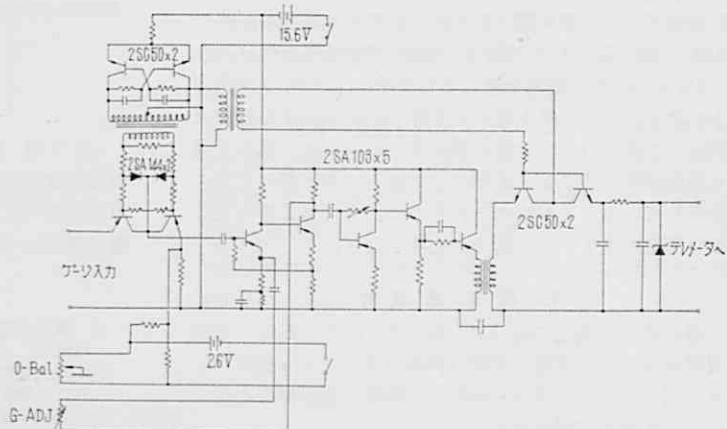 15.6V
2SC50×2
2SA103×5
2SA144×2
2SC50×2
ゲージ入力
テレメータへ
2.6V
0-Bal
G-ADJ